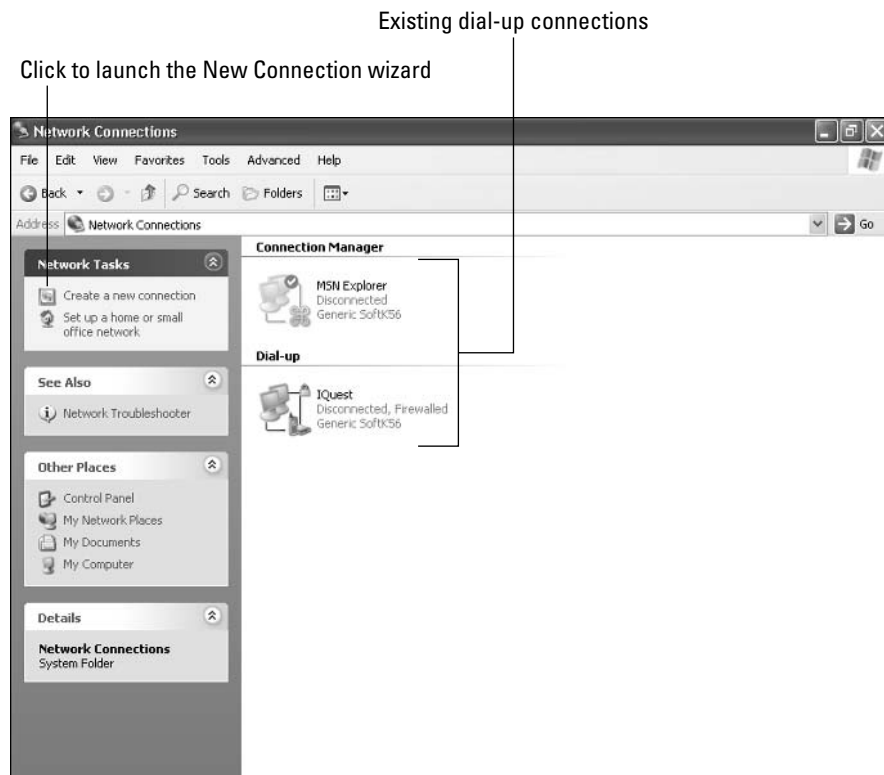 Existing dial-up connections
Click to launch the New Connection wizard
Network Connections
File Edit View Favorites Tools Advanced Help
Back Search Folders
Address Network Connections Go
Network Tasks
Create a new connection
Set up a home or small
office network
See Also
Network Troubleshooter
Other Places
Control Panel
My Network Places
My Documents
My Computer
Details
Network Connections
System Folder
Connection Manager
MSN Explorer
Disconnected
Generic SoftK56
Dial-up
IQuest
Disconnected, Firewalled
Generic SoftK56